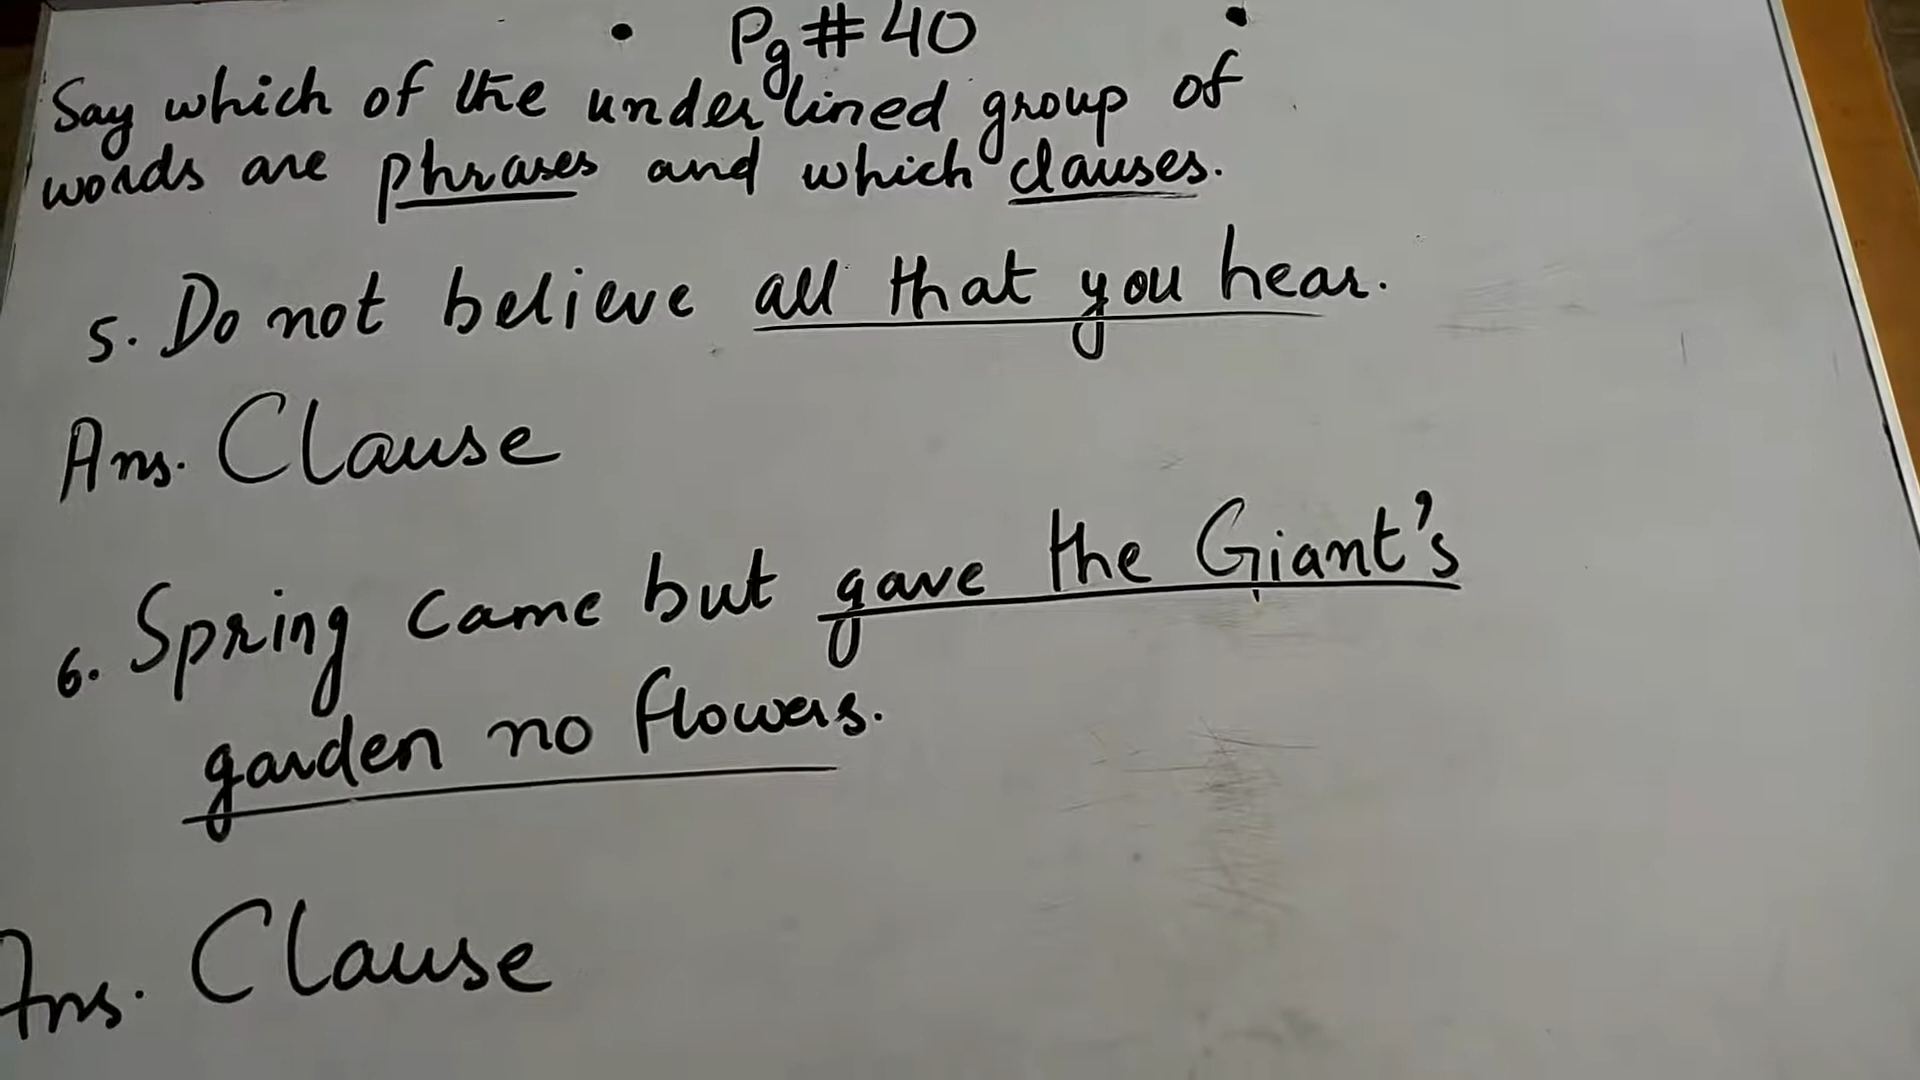 Pg # 40
Say which of the underlined group of
words are phrases and which clauses.
5. Do not believe all that you hear.
Ans. Clause
6. Spring came but gave the Giant's
garden no flowers.
Ans. Clause